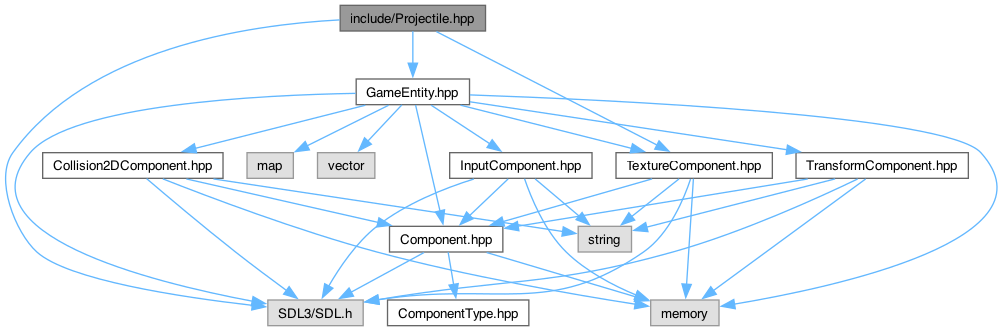 include/Projectile.hpp
GameEntity.hpp
Collision2DComponent.hpp
map
vector
InputComponent.hpp
TextureComponent.hpp
TransformComponent.hpp
Component.hpp
string
SDL3/SDL.h
ComponentType.hpp
memory